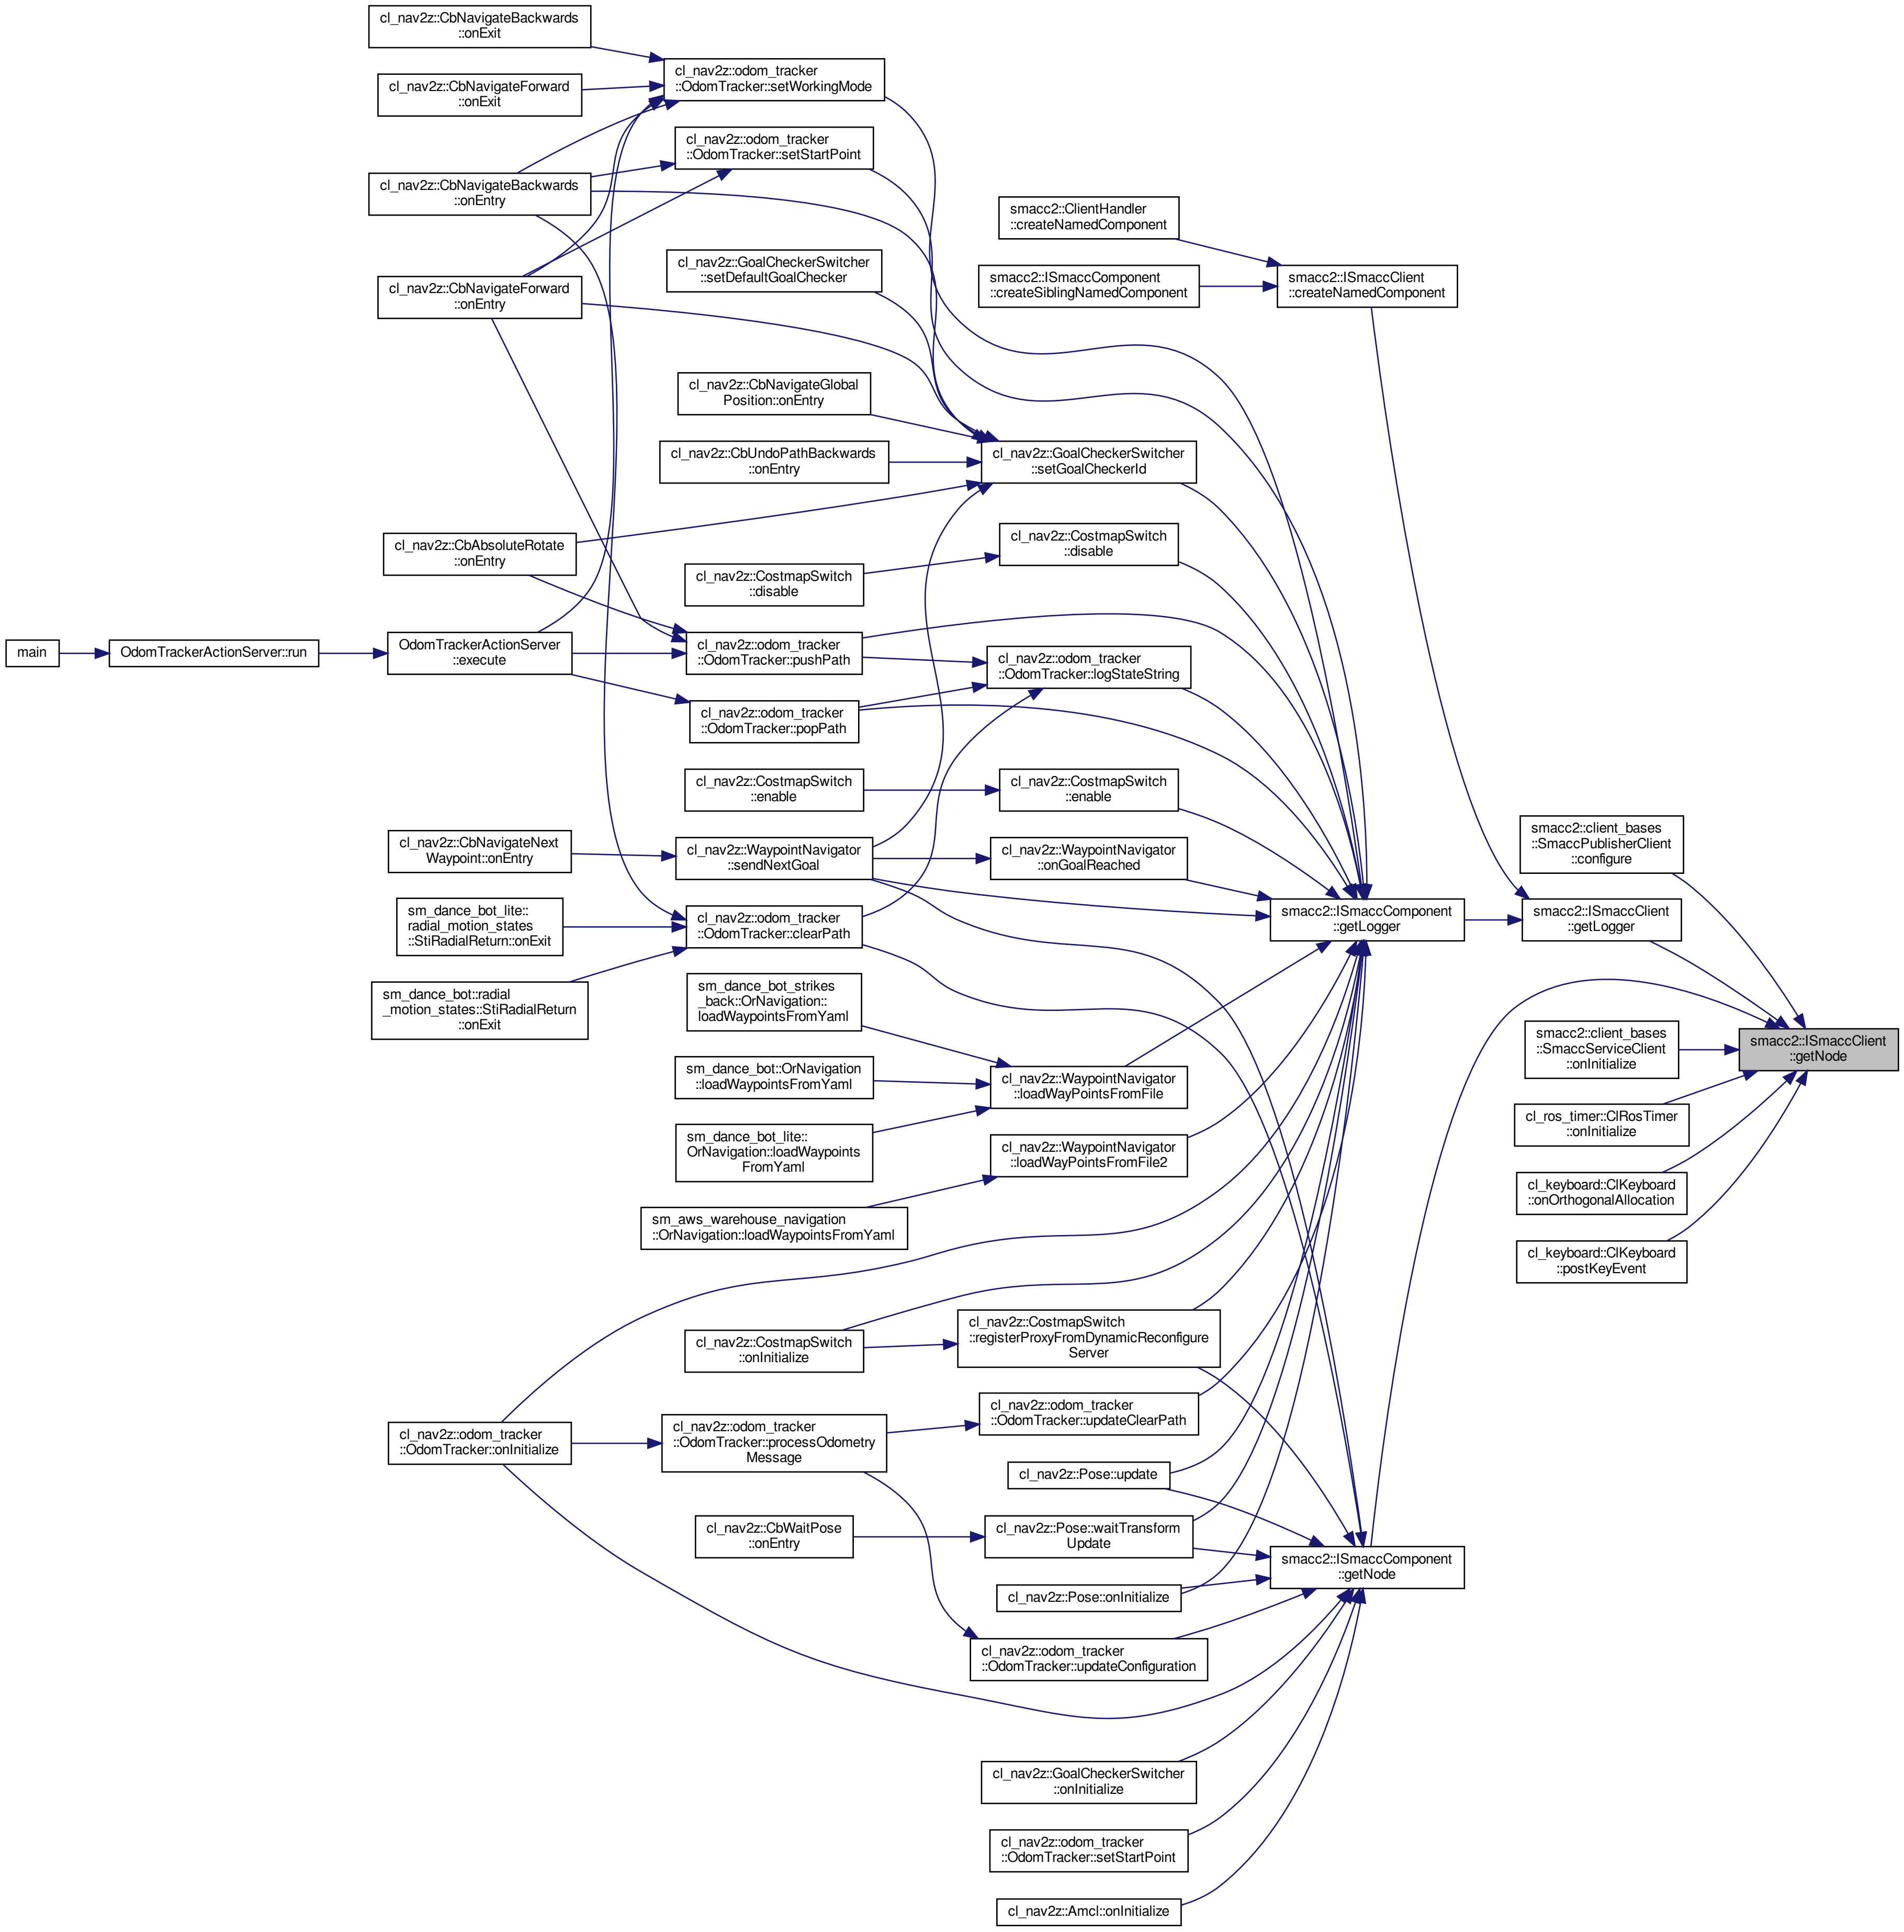 cl_nav2z::CbNavigateBackwards
::onExit
cl_nav2z::CbNavigateForward
::onExit
cl_nav2z::CbNavigateBackwards
::onEntry
cl_nav2z::CbNavigateForward
::onEntry
cl_nav2z::CbAbsoluteRotate
::onEntry
main
OdomTrackerActionServer::run
OdomTrackerActionServer
::execute
cl_nav2z::CbNavigateNext
Waypoint::onEntry
sm_dance_bot_lite::
radial_motion_states
::StiRadialReturn::onExit
sm_dance_bot::radial
_motion_states::StiRadialReturn
::onExit
cl_nav2z::odom_tracker
::OdomTracker::onInitialize
cl_nav2z::odom_tracker
::OdomTracker::setWorkingMode
cl_nav2z::odom_tracker
::OdomTracker::setStartPoint
cl_nav2z::GoalCheckerSwitcher
::setDefaultGoalChecker
cl_nav2z::CbNavigateGlobal
Position::onEntry
cl_nav2z::CbUndoPathBackwards
::onEntry
cl_nav2z::CostmapSwitch
::disable
cl_nav2z::odom_tracker
::OdomTracker::pushPath
cl_nav2z::odom_tracker
::OdomTracker::popPath
cl_nav2z::CostmapSwitch
::enable
cl_nav2z::WaypointNavigator
::sendNextGoal
cl_nav2z::odom_tracker
::OdomTracker::clearPath
sm_dance_bot_strikes
_back::OrNavigation::
loadWaypointsFromYaml
sm_dance_bot::OrNavigation
::loadWaypointsFromYaml
sm_dance_bot_lite::
OrNavigation::loadWaypoints
FromYaml
sm_aws_warehouse_navigation
::OrNavigation::loadWaypointsFromYaml
cl_nav2z::CostmapSwitch
::onInitialize
cl_nav2z::odom_tracker
::OdomTracker::processOdometry
Message
cl_nav2z::CbWaitPose
::onEntry
smacc2::ClientHandler
::createNamedComponent
smacc2::ISmaccComponent
::createSiblingNamedComponent
cl_nav2z::GoalCheckerSwitcher
::setGoalCheckerId
cl_nav2z::CostmapSwitch
::disable
cl_nav2z::odom_tracker
::OdomTracker::logStateString
cl_nav2z::CostmapSwitch
::enable
cl_nav2z::WaypointNavigator
::onGoalReached
cl_nav2z::WaypointNavigator
::loadWayPointsFromFile
cl_nav2z::WaypointNavigator
::loadWayPointsFromFile2
cl_nav2z::CostmapSwitch
::registerProxyFromDynamicReconfigure
Server
cl_nav2z::odom_tracker
::OdomTracker::updateClearPath
cl_nav2z::Pose::update
cl_nav2z::Pose::waitTransform
Update
cl_nav2z::Pose::onInitialize
cl_nav2z::odom_tracker
::OdomTracker::updateConfiguration
cl_nav2z::GoalCheckerSwitcher
::onInitialize
cl_nav2z::odom_tracker
::OdomTracker::setStartPoint
cl_nav2z::Amcl::onInitialize
smacc2::ISmaccClient
::createNamedComponent
smacc2::ISmaccComponent
::getLogger
smacc2::ISmaccComponent
::getNode
smacc2::client_bases
::SmaccPublisherClient
::configure
smacc2::ISmaccClient
::getLogger
smacc2::client_bases
::SmaccServiceClient
::onInitialize
cl_ros_timer::ClRosTimer
::onInitialize
cl_keyboard::ClKeyboard
::onOrthogonalAllocation
cl_keyboard::ClKeyboard
::postKeyEvent
smacc2::ISmaccClient
::getNode